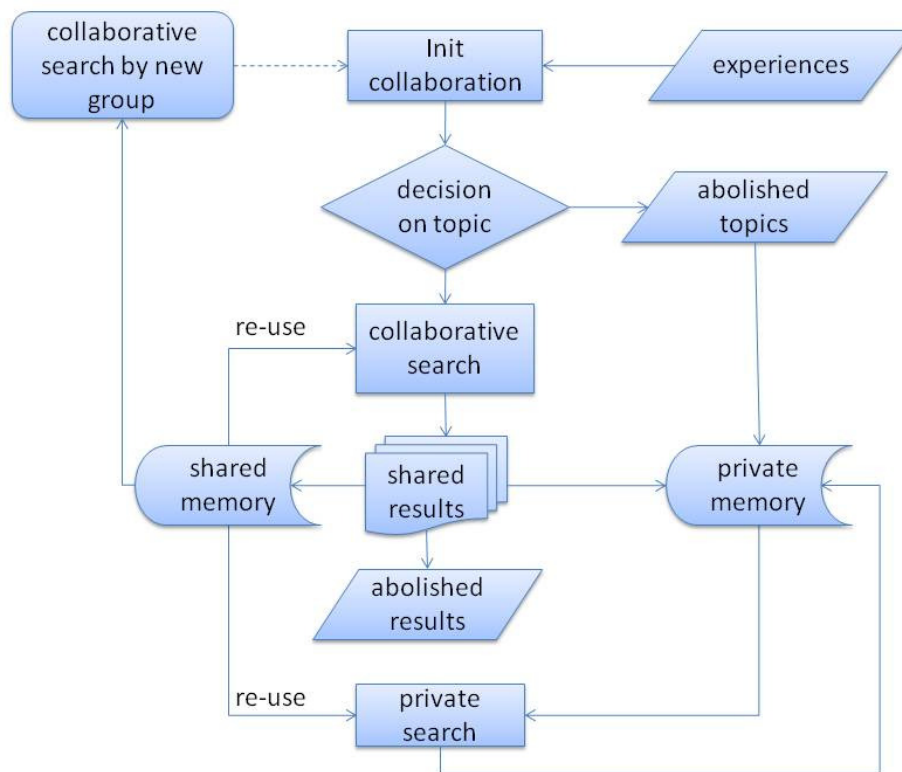 collaborative
search by new
group
Init
collaboration
experiences
decision
on topic
abolished
topics
re-use
collaborative
search
shared
memory
shared
results
private
memory
abolished
results
re-use
private
search